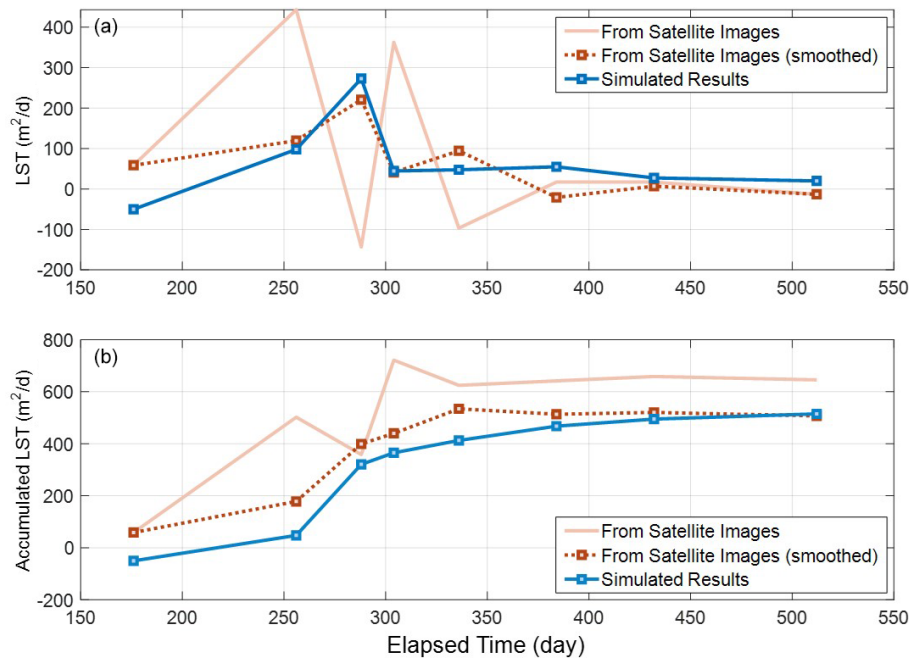 (a)
From Satellite Images
From Satellite Images (smoothed)
Simulated Results
LST (m²/d)
400
300
200
100
0
-100
-200
150 200 250 300 350 400 450 500 550
(b)
Accumulated LST (m²/d)
800
600
400
200
0
-200
From Satellite Images
From Satellite Images (smoothed)
Simulated Results
150 200 250 300 350 400 450 500 550
Elapsed Time (day)